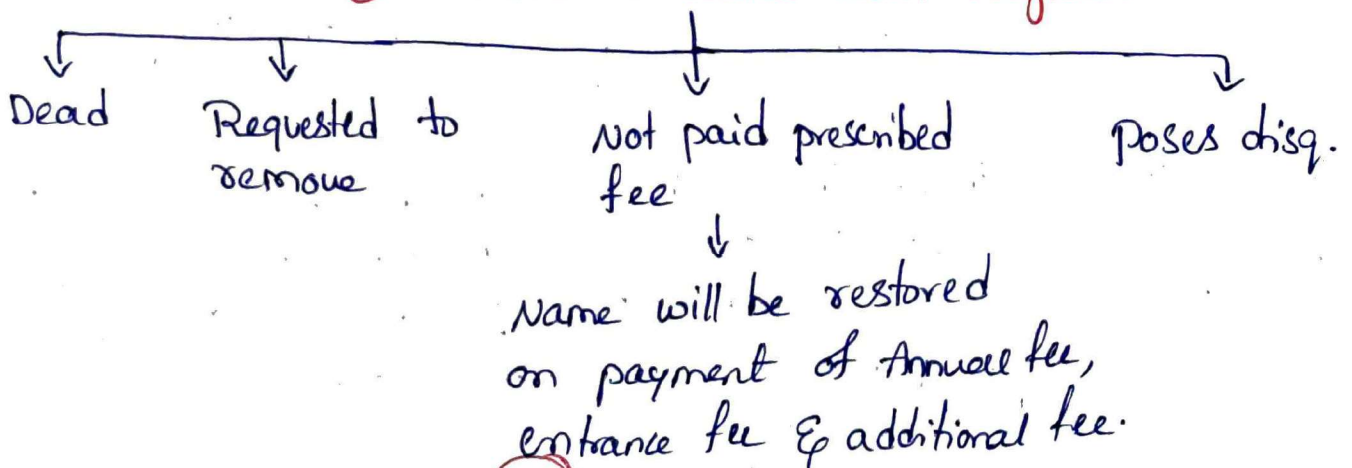 Dead
Requested to
remove
Not paid prescribed
fee
Poses disq.
Name will be restored
on payment of Annual fee,
entrance fee & additional fee.